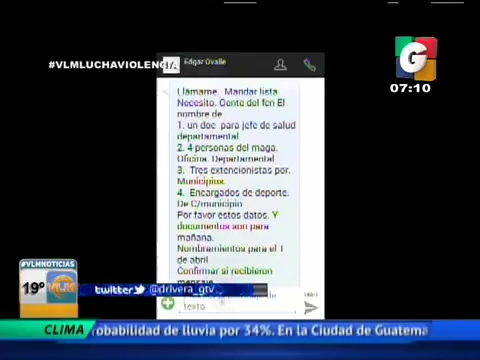 #VLMLUCHAVIOLENCIA
Edgar Ovalle
G
07:10
Llámame. Mandar lista
Necesito. Gente del fcn El
nombre de
1. un doc para jefe de salud
departamental
2. 4 personas del maga.
Oficina. Departamental
3. Tres extencionistas por.
Municipios.
4. Encargados de deporte.
De C/municipio
Por favor estos datos. Y
documentos son para
mañana.
Nombramientos para el 1
de abril
Confirmar si recibieron
mensaje
texto
#VLMNOTICIAS
19°
VLM
twitter @drivera_gtv
CLIMA robabilidad de lluvia por 34%. En la Ciudad de Guatema